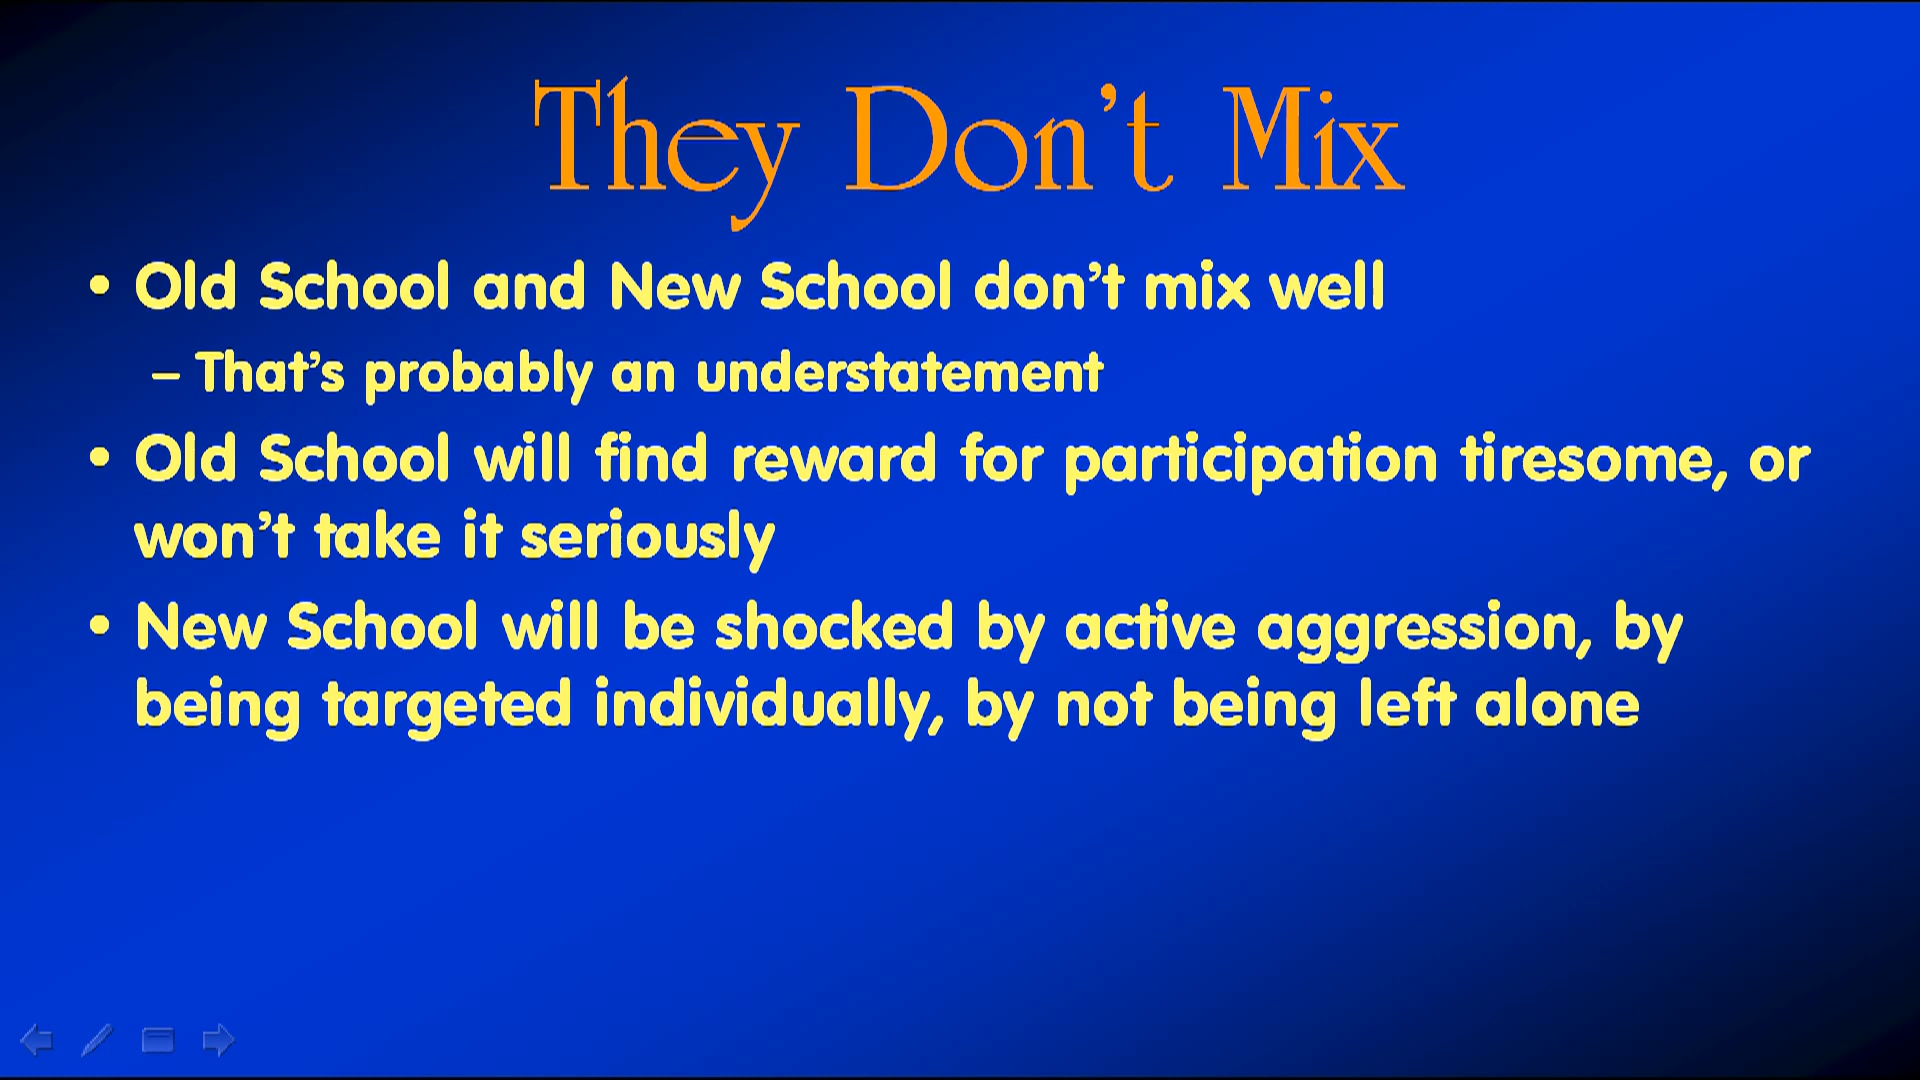 They Don’t Mix
• Old School and New School don’t mix well
– That’s probably an understatement
• Old School will find reward for participation tiresome, or
won’t take it seriously
• New School will be shocked by active aggression, by
being targeted individually, by not being left alone